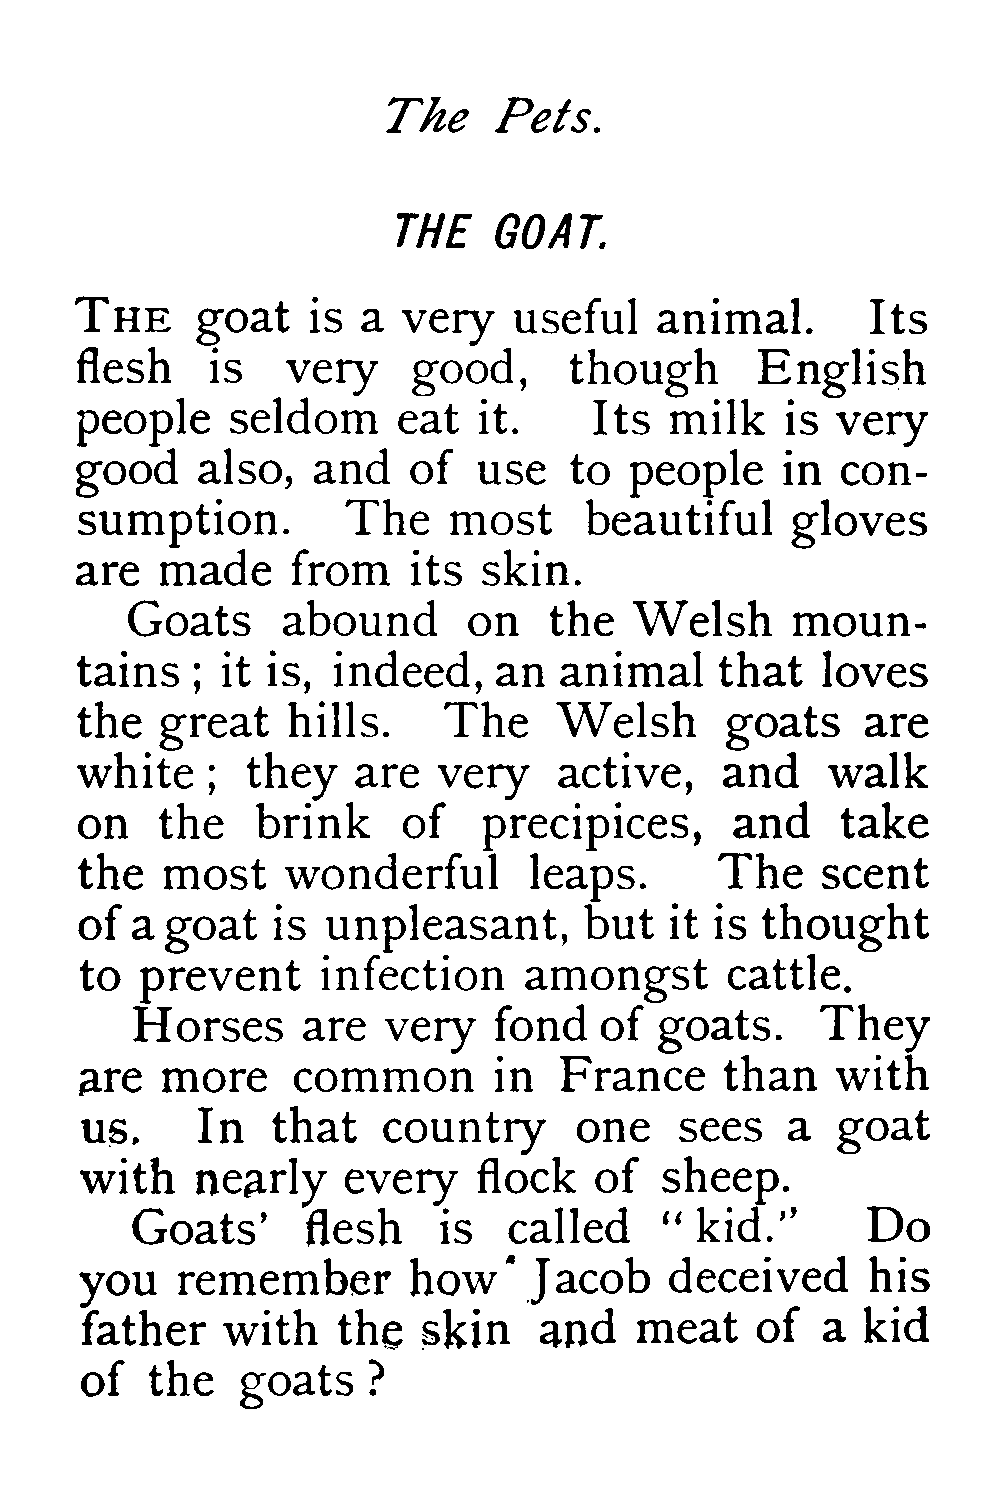 The Pets.
THE GOAT.
THE goat is a very useful animal. Its
flesh is very good, though English
people seldom eat it. Its milk is very
good also, and of use to people in con-
sumption. The most beautiful gloves
are made from its skin.
Goats abound on the Welsh moun-
tains ; it is, indeed, an animal that loves
the great hills. The Welsh goats are
white ; they are very active, and walk
on the brink of precipices, and take
the most wonderful leaps. The scent
of a goat is unpleasant, but it is thought
to prevent infection amongst cattle.
Horses are very fond of goats. They
are more common in France than with
us. In that country one sees a goat
with nearly every flock of sheep.
Goats' flesh is called "kid." Do
you remember how Jacob deceived his
father with the skin and meat of a kid
of the goats ?